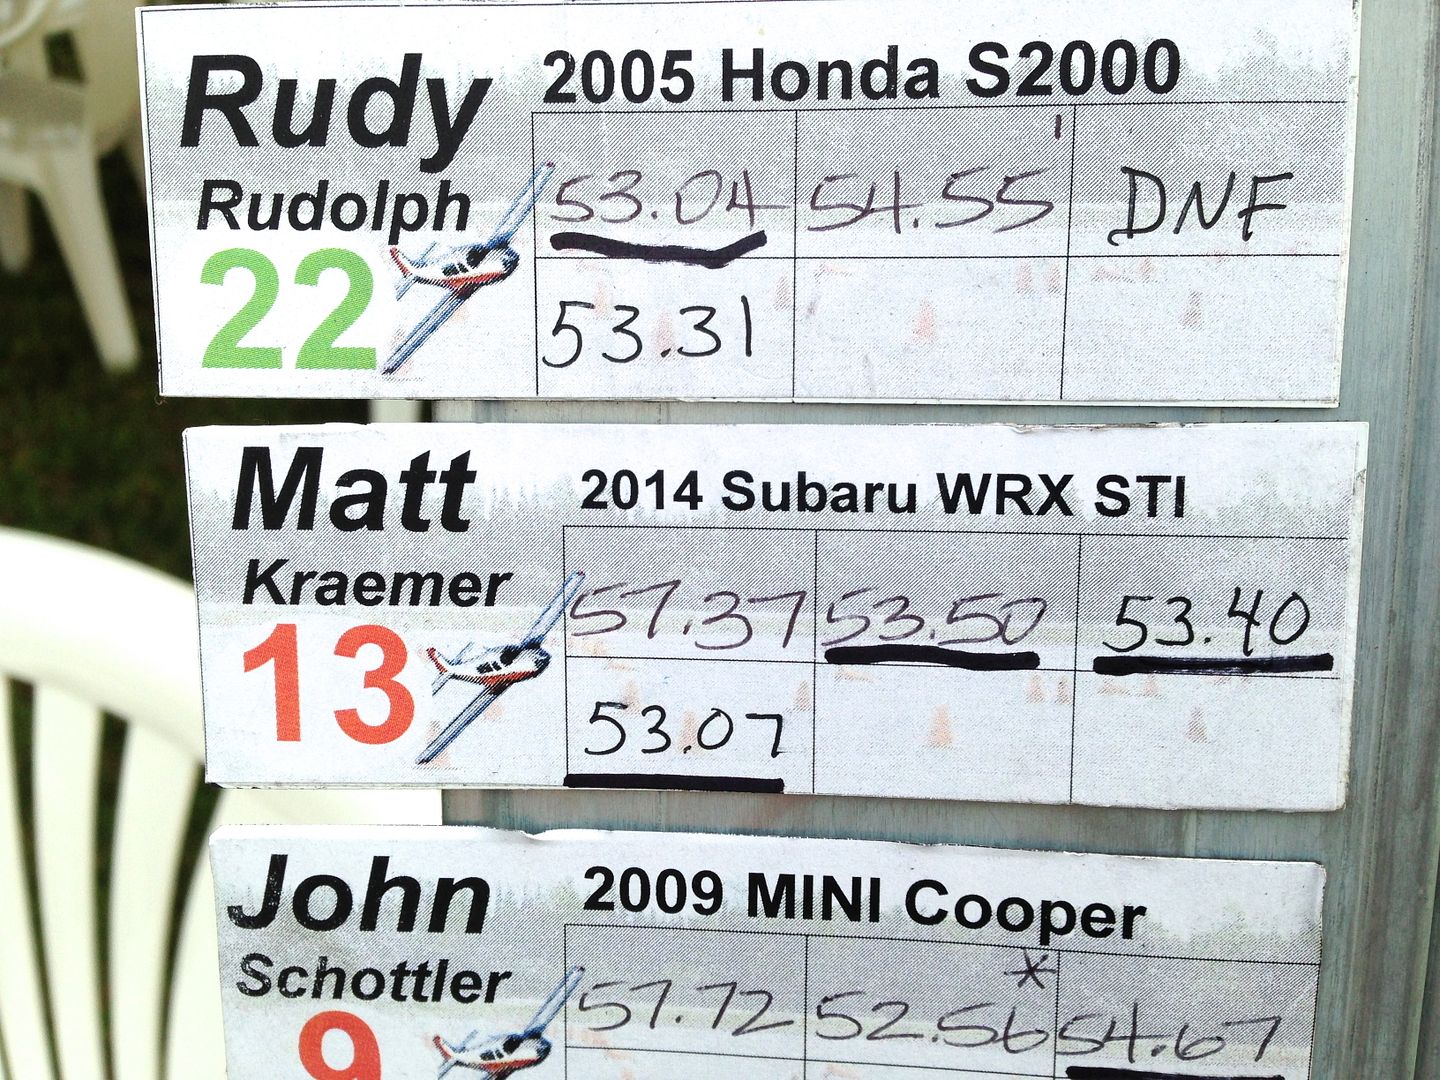 Rudy 2005 Honda S2000
Rudolph 53.04 54.55 ' DNF
22 53.31
Matt 2014 Subaru WRX STI
Kraemer 57.37 53.50 53.40
13 53.07
John 2009 MINI Cooper
Schottler 57.72 52.56* 54.67
9